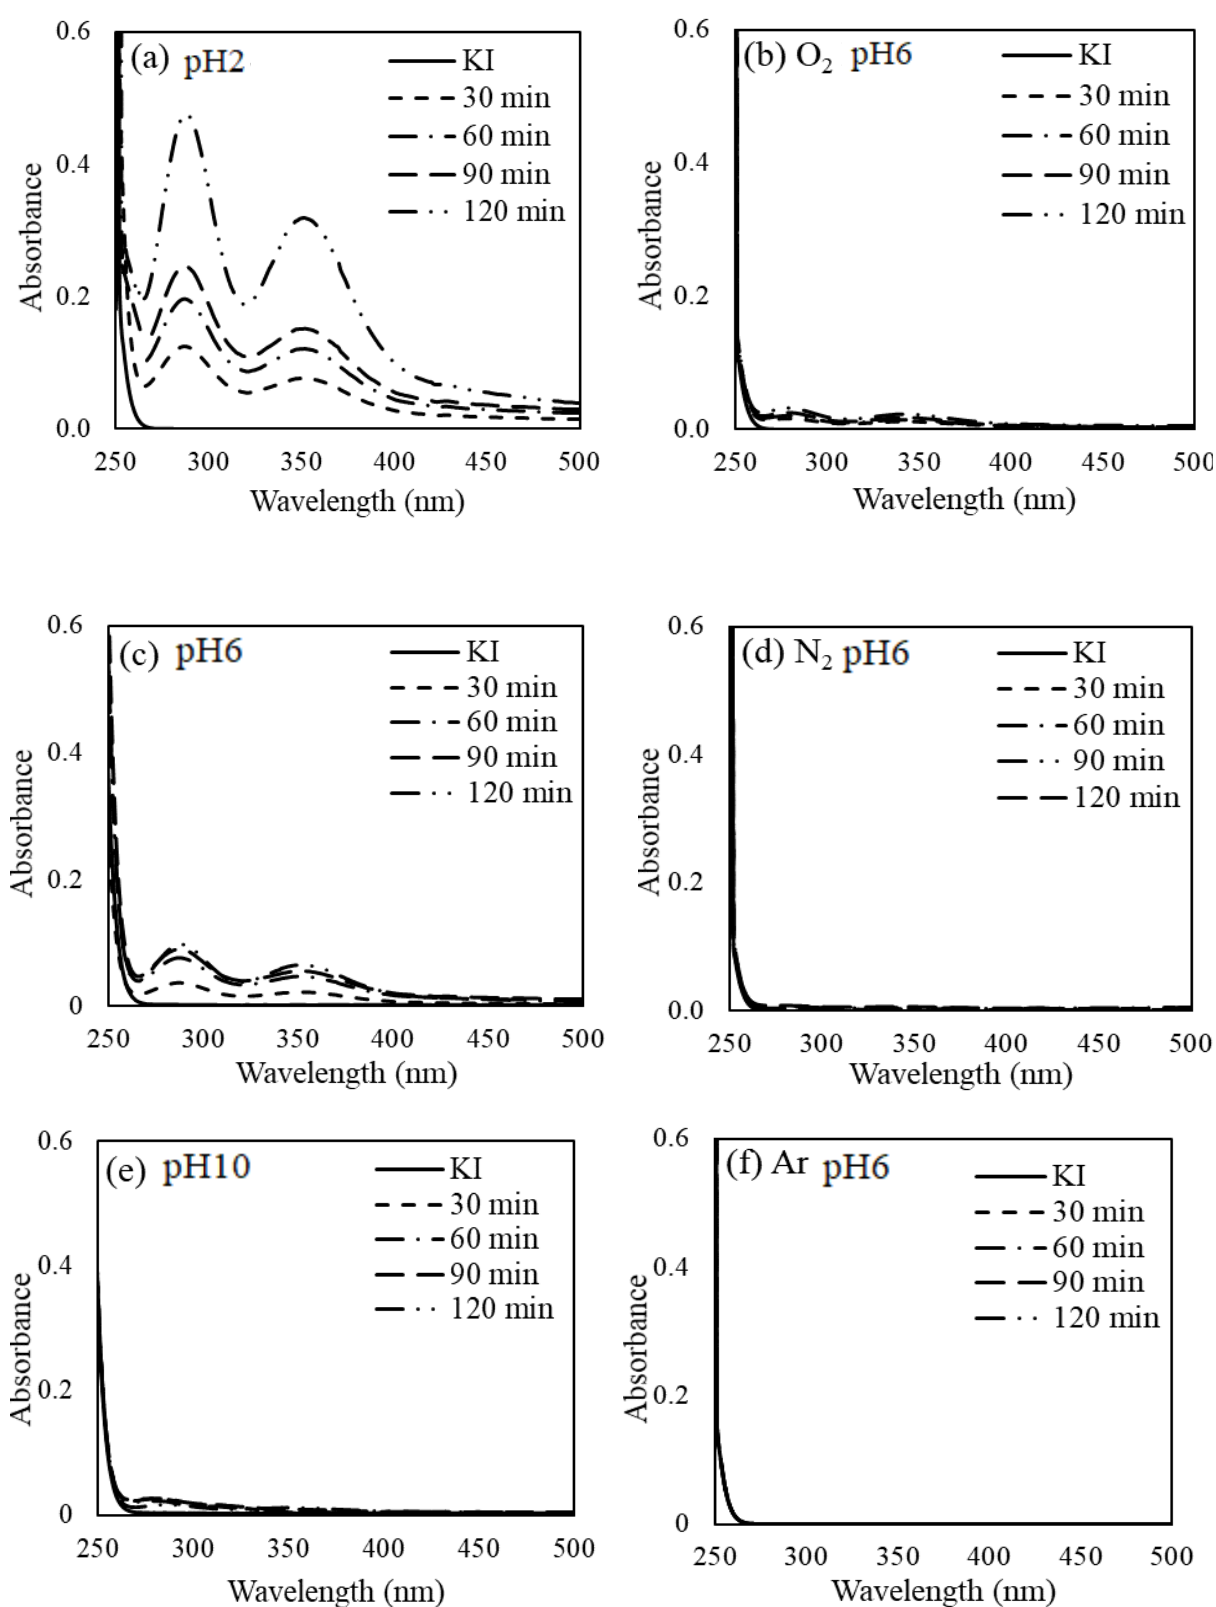 (a) pH2
KI
30 min
60 min
90 min
120 min
0.6
0.4
0.2
0.0
Absorbance
250 300 350 400 450 500
Wavelength (nm)
(b) O₂ pH6
KI
30 min
60 min
90 min
120 min
0.6
0.4
0.2
0.0
Absorbance
250 300 350 400 450 500
Wavelength (nm)
(c) pH6
KI
30 min
60 min
90 min
120 min
0.6
0.4
0.2
0
Absorbance
250 300 350 400 450 500
Wavelength (nm)
(d) N₂ pH6
KI
30 min
60 min
90 min
120 min
0.6
0.4
0.2
0.0
Absorbance
250 300 350 400 450 500
Wavelength (nm)
(e) pH10
KI
30 min
60 min
90 min
120 min
0.6
0.4
0.2
0
Absorbance
250 300 350 400 450 500
Wavelength (nm)
(f) Ar pH6
KI
30 min
60 min
90 min
120 min
0.6
0.4
0.2
0
Absorbance
250 300 350 400 450 500
Wavelength (nm)